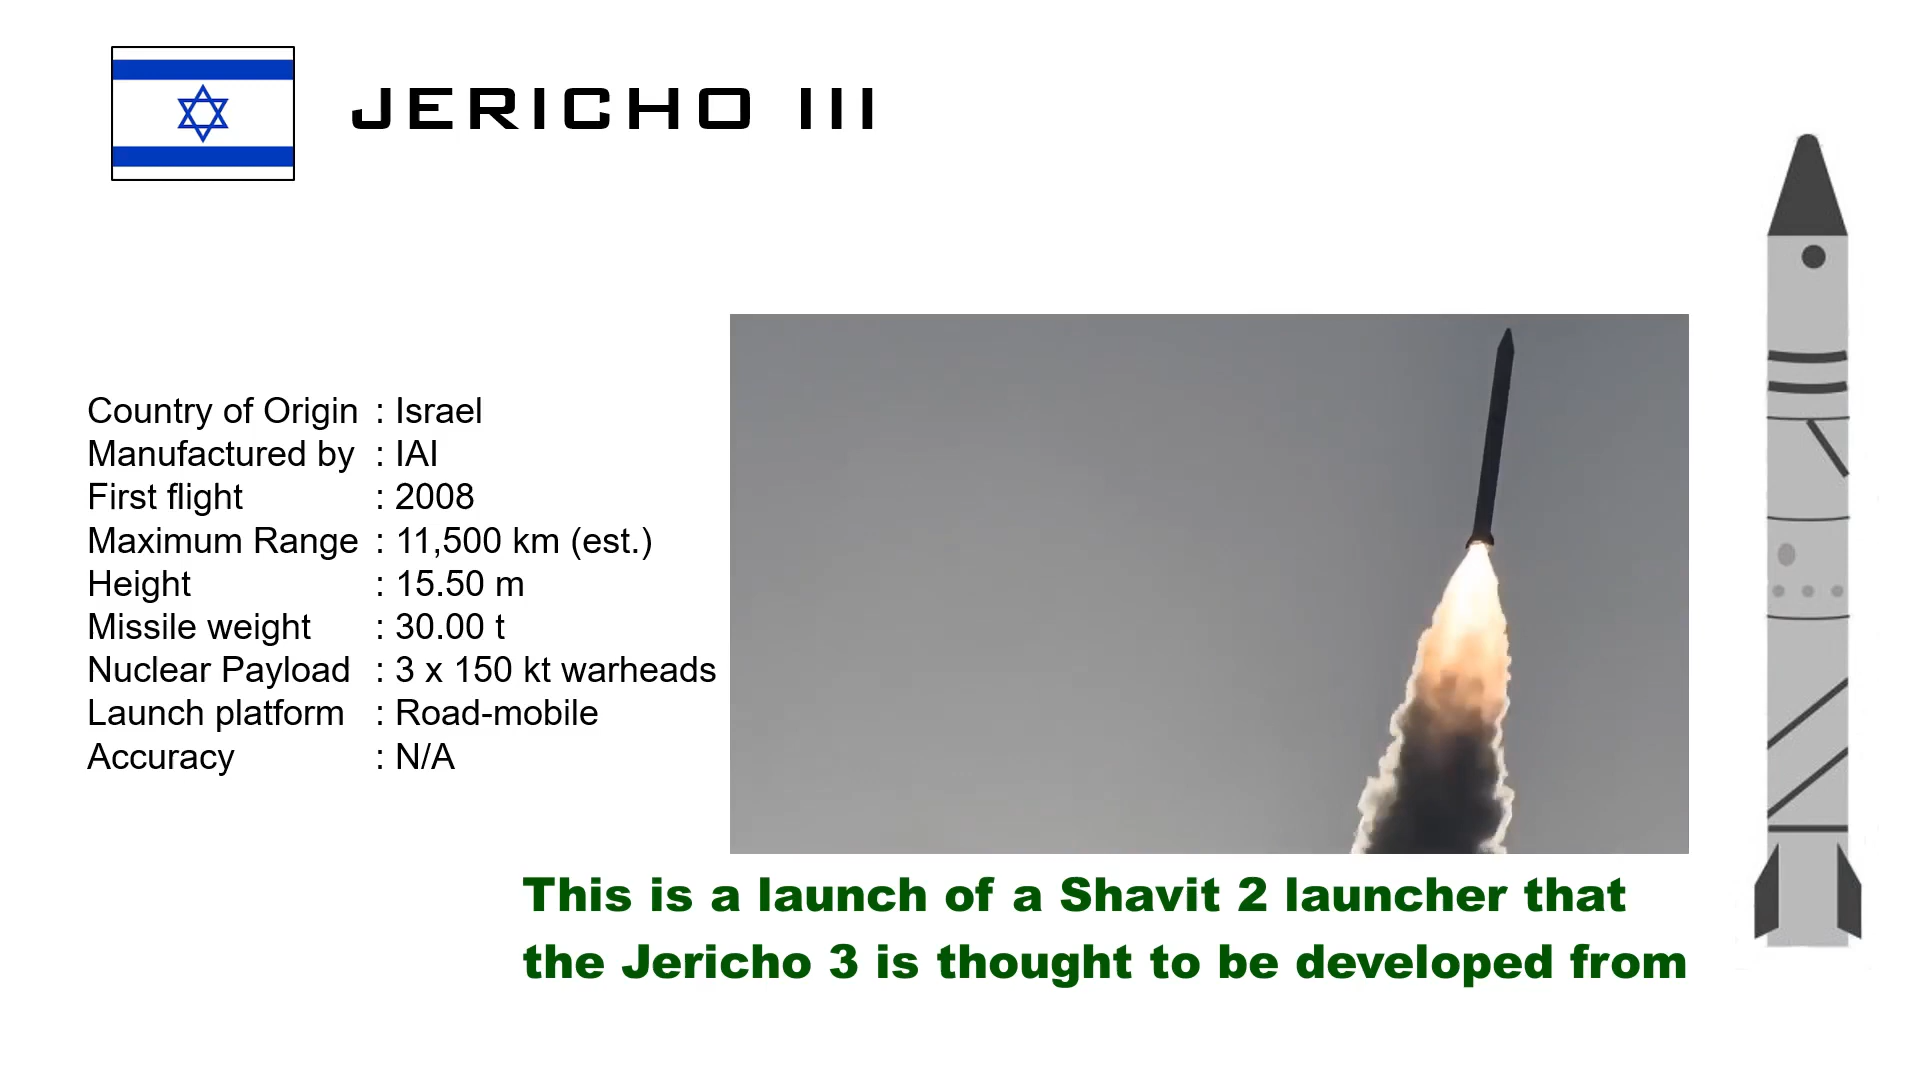 JERICHO III
Country of Origin : Israel
Manufactured by : IAI
First flight : 2008
Maximum Range : 11,500 km (est.)
Height : 15.50 m
Missile weight : 30.00 t
Nuclear Payload : 3 x 150 kt warheads
Launch platform : Road-mobile
Accuracy : N/A
This is a launch of a Shavit 2 launcher that
the Jericho 3 is thought to be developed from